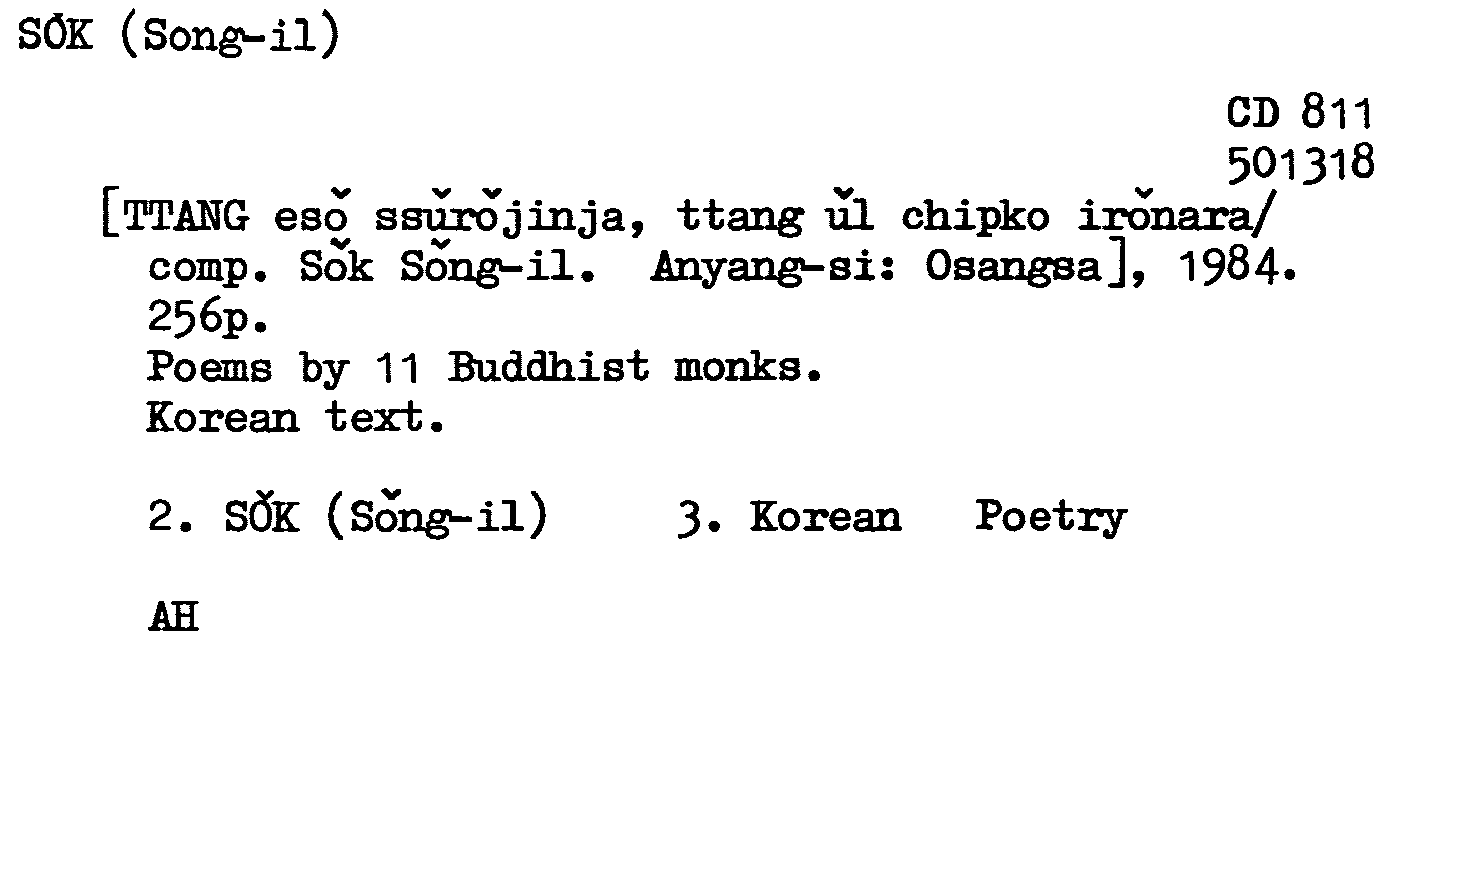 SŎK (Song-il)
CD 811
501318
[TTANG esŏ ssŭrŏjinja, ttang ŭl chipko irŏnara/
comp. Sŏk Sŏng-il. Anyang-si: Osangsa], 1984.
256p.
Poems by 11 Buddhist monks.
Korean text.
2. SŎK (Sŏng-il) 3. Korean Poetry
AH